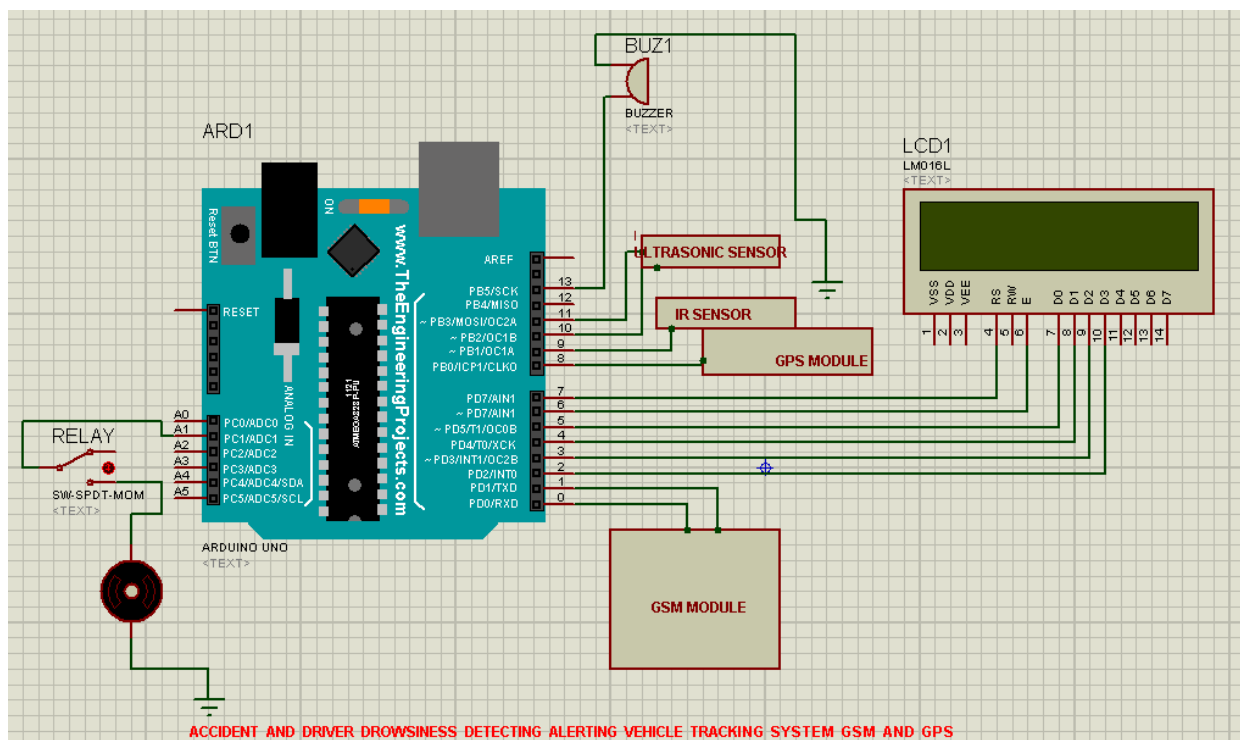 BUZ1
BUZZER
<TEXT>
ARD1
LCD1
LM016L
<TEXT>
Reset BTN
ON
www.TheEngineeringProjects.com
ULTRASONIC SENSOR
IR SENSOR
GPS MODULE
AREF
13
PB5/SCK
12
PB4/MISO
11
~ PB3/MOSI/OC2A
10
~ PB2/OC1B
9
~ PB1/OC1A
8
PB0/ICP1/CLKO
RESET
ANALOG IN
1121
7
PD7/AIN1
6
~ PD7/AIN1
5
~ PD5/T1/OC0B
4
PD4/T0/XCK
3
~ PD3/INT1/OC2B
2
PD2/INT0
1
PD1/TXD
0
PD0/RXD
A0
PC0/ADC0
A1
PC1/ADC1
A2
PC2/ADC2
A3
PC3/ADC3
A4
PC4/ADC4/SDA
A5
PC5/ADC5/SCL
VSS VDD VEE RS RW E D0 D1 D2 D3 D4 D5 D6 D7
1 2 3 4 5 6 7 8 9 10 11 12 13 14
RELAY
SW-SPDT-MOM
<TEXT>
ARDUINO UNO
<TEXT>
GSM MODULE
ACCIDENT AND DRIVER DROWSINESS DETECTING ALERTING VEHICLE TRACKING SYSTEM GSM AND GPS